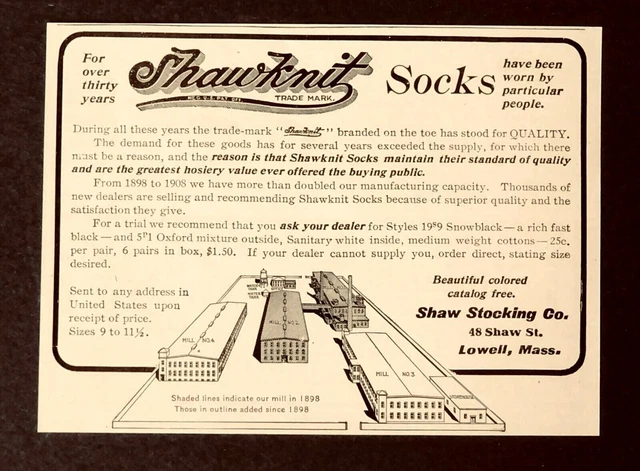 For over thirty years
Shawknit
REG. U.S. PAT. OFF.
TRADE MARK.
Socks
have been worn by particular people.
During all these years the trade-mark "Shawknit" branded on the toe has stood for QUALITY.
The demand for these goods has for several years exceeded the supply, for which there
must be a reason, and the reason is that Shawknit Socks maintain their standard of quality
and are the greatest hosiery value ever offered the buying public.
From 1898 to 1908 we have more than doubled our manufacturing capacity. Thousands of
new dealers are selling and recommending Shawknit Socks because of superior quality and the
satisfaction they give.
For a trial we recommend that you ask your dealer for Styles 19s9 Snowblack—a rich fast
black—and 5P1 Oxford mixture outside, Sanitary white inside, medium weight cottons—25c.
per pair, 6 pairs in box, $1.50. If your dealer cannot supply you, order direct, stating size
desired.
Sent to any address in
United States upon
receipt of price.
Sizes 9 to 11½.
MILL NO.4
MILL NO.3
STOREHOUSE
Shaded lines indicate our mill in 1898
Those in outline added since 1898
Beautiful colored
catalog free.
Shaw Stocking Co.
48 Shaw St.
Lowell, Mass.